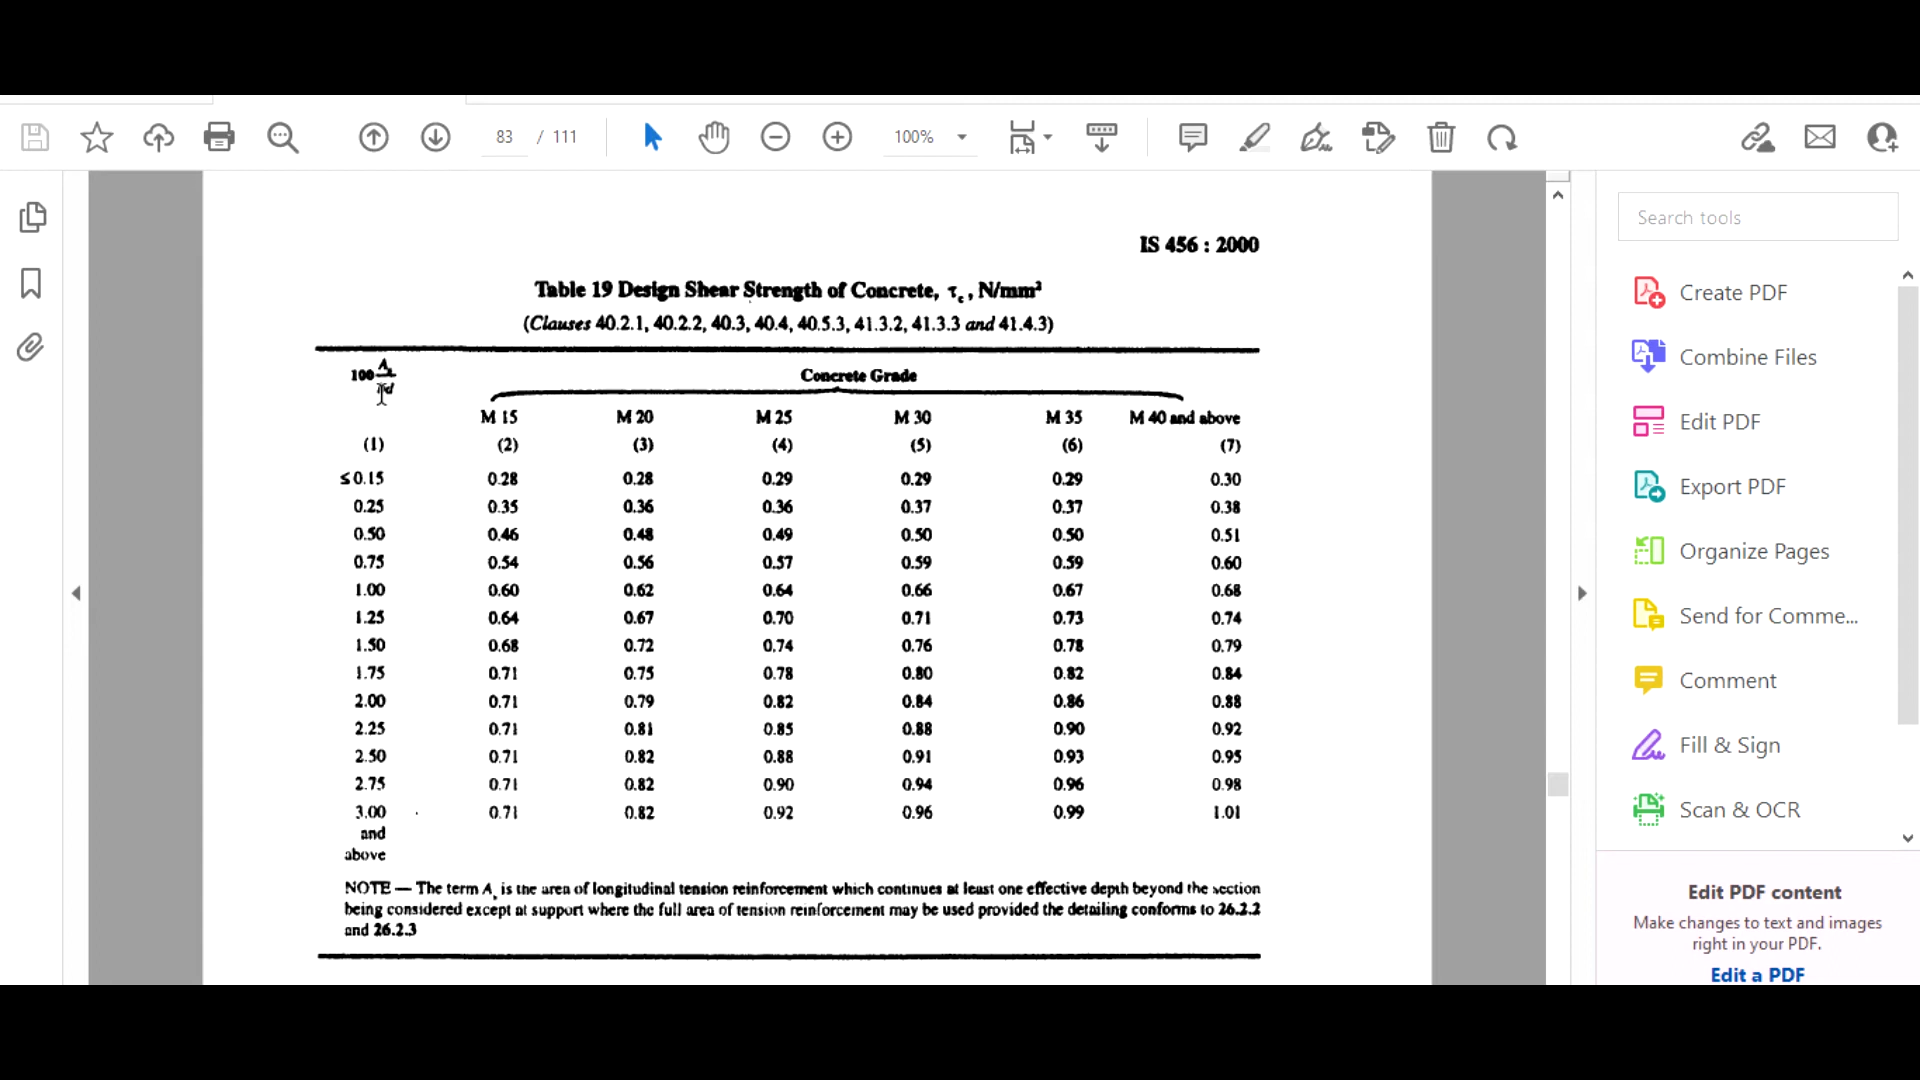 83 / 111
100%
Search tools
Create PDF
Combine Files
Edit PDF
Export PDF
Organize Pages
Send for Comme...
Comment
Fill & Sign
Scan & OCR
Edit PDF content
Make changes to text and images
right in your PDF.
Edit a PDF
IS 456 : 2000
Table 19 Design Shear Strength of Concrete, τc, N/mm²
(Clauses 40.2.1, 40.2.2, 40.3, 40.4, 40.5.3, 41.3.2, 41.3.3 and 41.4.3)
100 As Concrete Grade
M 15 M 20 M 25 M 30 M 35 M 40 and above
(1) (2) (3) (4) (5) (6) (7)
≤ 0.15 0.28 0.28 0.29 0.29 0.29 0.30
0.25 0.35 0.36 0.36 0.37 0.37 0.38
0.50 0.46 0.48 0.49 0.50 0.50 0.51
0.75 0.54 0.56 0.57 0.59 0.59 0.60
1.00 0.60 0.62 0.64 0.66 0.67 0.68
1.25 0.64 0.67 0.70 0.71 0.73 0.74
1.50 0.68 0.72 0.74 0.76 0.78 0.79
1.75 0.71 0.75 0.78 0.80 0.82 0.84
2.00 0.71 0.79 0.82 0.84 0.86 0.88
2.25 0.71 0.81 0.85 0.88 0.90 0.92
2.50 0.71 0.82 0.88 0.91 0.93 0.95
2.75 0.71 0.82 0.90 0.94 0.96 0.98
3.00 0.71 0.82 0.92 0.96 0.99 1.01
and
above
NOTE — The term As is the area of longitudinal tension reinforcement which continues at least one effective depth beyond the section
being considered except at support where the full area of tension reinforcement may be used provided the detailing conforms to 26.2.2
and 26.2.3